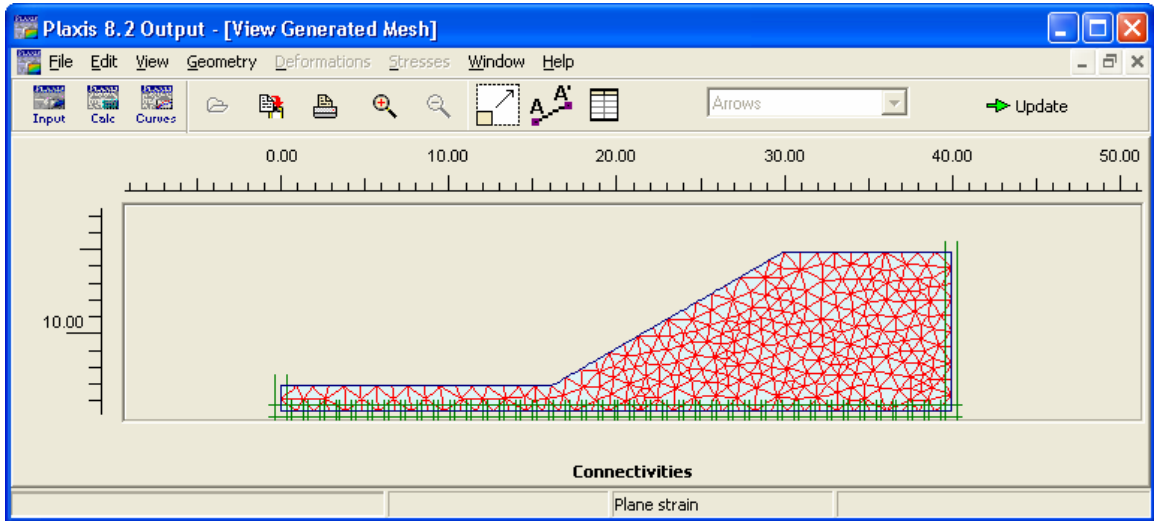 Plaxis 8.2 Output - [View Generated Mesh]
File Edit View Geometry Deformations Stresses Window Help
Input Calc Curves A A' Arrows Update
0.00 10.00 20.00 30.00 40.00 50.00
10.00
Connectivities
Plane strain